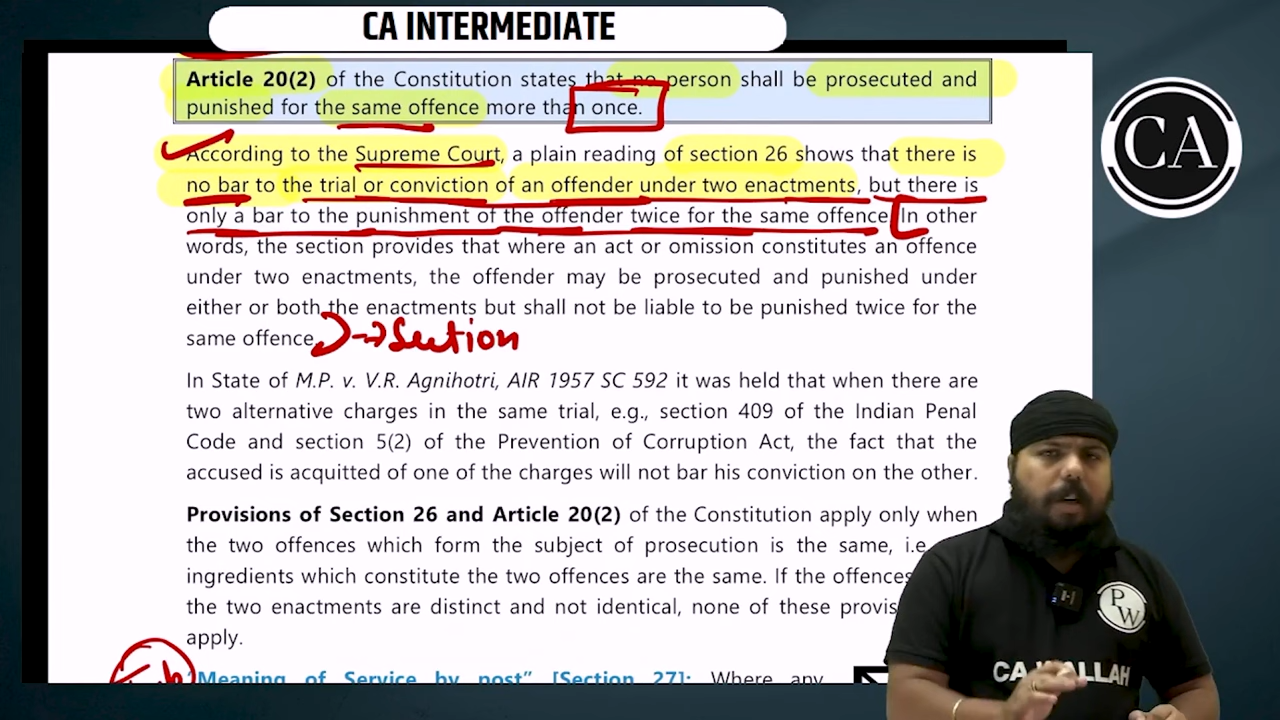 CA INTERMEDIATE
Article 20(2) of the Constitution states that no person shall be prosecuted and
punished for the same offence more than once.
According to the Supreme Court, a plain reading of section 26 shows that there is
no bar to the trial or conviction of an offender under two enactments, but there is
only a bar to the punishment of the offender twice for the same offence. In other
words, the section provides that where an act or omission constitutes an offence
under two enactments, the offender may be prosecuted and punished under
either or both the enactments but shall not be liable to be punished twice for the
same offence. → Section
In State of M.P. v. V.R. Agnihotri, AIR 1957 SC 592 it was held that when there are
two alternative charges in the same trial, e.g., section 409 of the Indian Penal
Code and section 5(2) of the Prevention of Corruption Act, the fact that the
accused is acquitted of one of the charges will not bar his conviction on the other.
Provisions of Section 26 and Article 20(2) of the Constitution apply only when
the two offences which form the subject of prosecution is the same, i.e.
ingredients which constitute the two offences are the same. If the offences
the two enactments are distinct and not identical, none of these
apply.
"Meaning of Service by post" [Section 27]: Where any
CA
PW
CA WALLAH